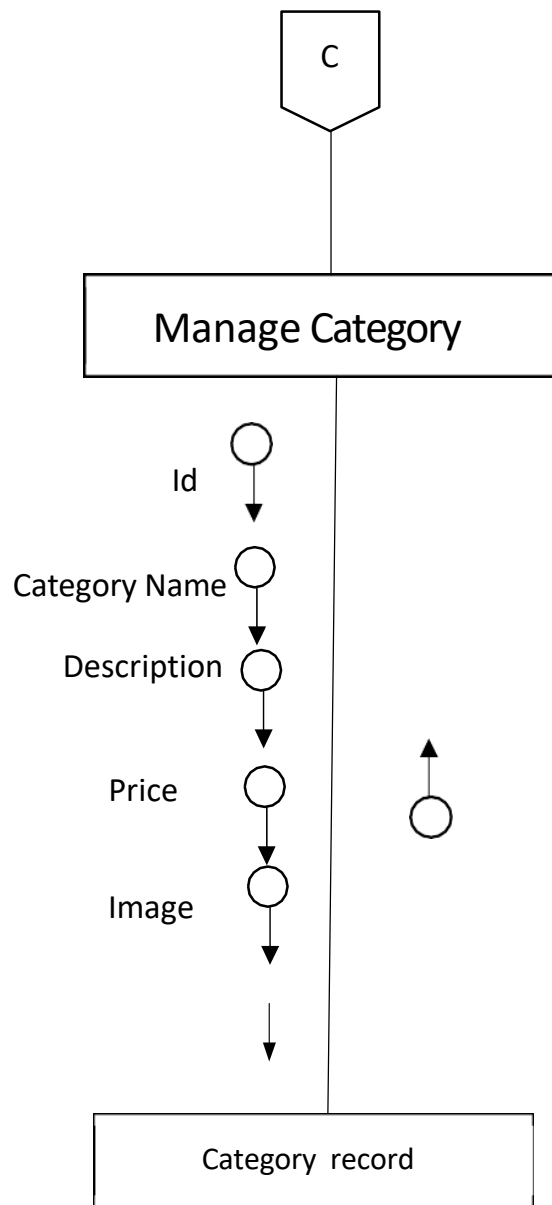 C
Manage Category
Id
Category Name
Description
Price
Image
Category record